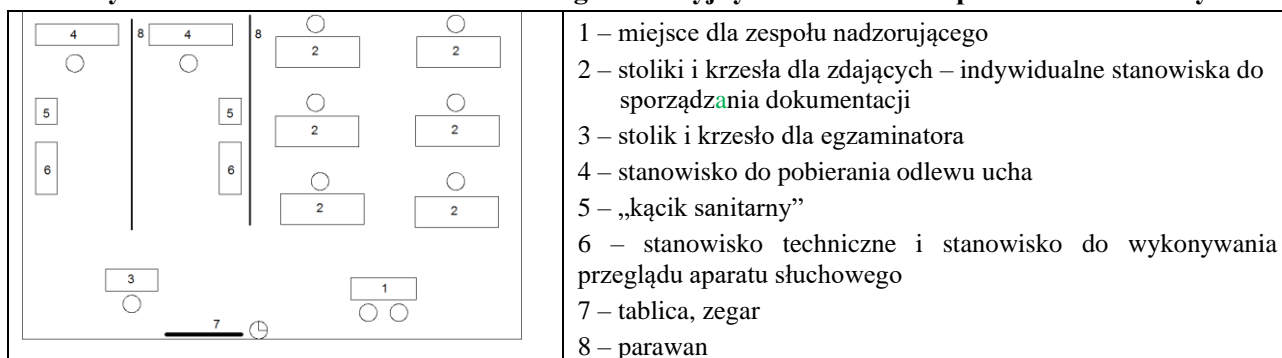 4
8
4
8
2
2
5
5
2
2
6
6
2
2
3
1
7
1 – miejsce dla zespołu nadzorującego
2 – stoliki i krzesła dla zdających – indywidualne stanowiska do
sporządzania dokumentacji
3 – stolik i krzesło dla egzaminatora
4 – stanowisko do pobierania odlewu ucha
5 – „kącik sanitarny”
6 – stanowisko techniczne i stanowisko do wykonywania
przeglądu aparatu słuchowego
7 – tablica, zegar
8 – parawan